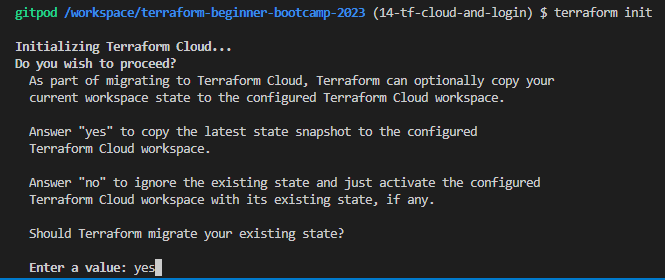 gitpod /workspace/terraform-beginner-bootcamp-2023 (14-tf-cloud-and-login) $ terraform init
Initializing Terraform Cloud...
Do you wish to proceed?
As part of migrating to Terraform Cloud, Terraform can optionally copy your
current workspace state to the configured Terraform Cloud workspace.
Answer "yes" to copy the latest state snapshot to the configured
Terraform Cloud workspace.
Answer "no" to ignore the existing state and just activate the configured
Terraform Cloud workspace with its existing state, if any.
Should Terraform migrate your existing state?
Enter a value: yes